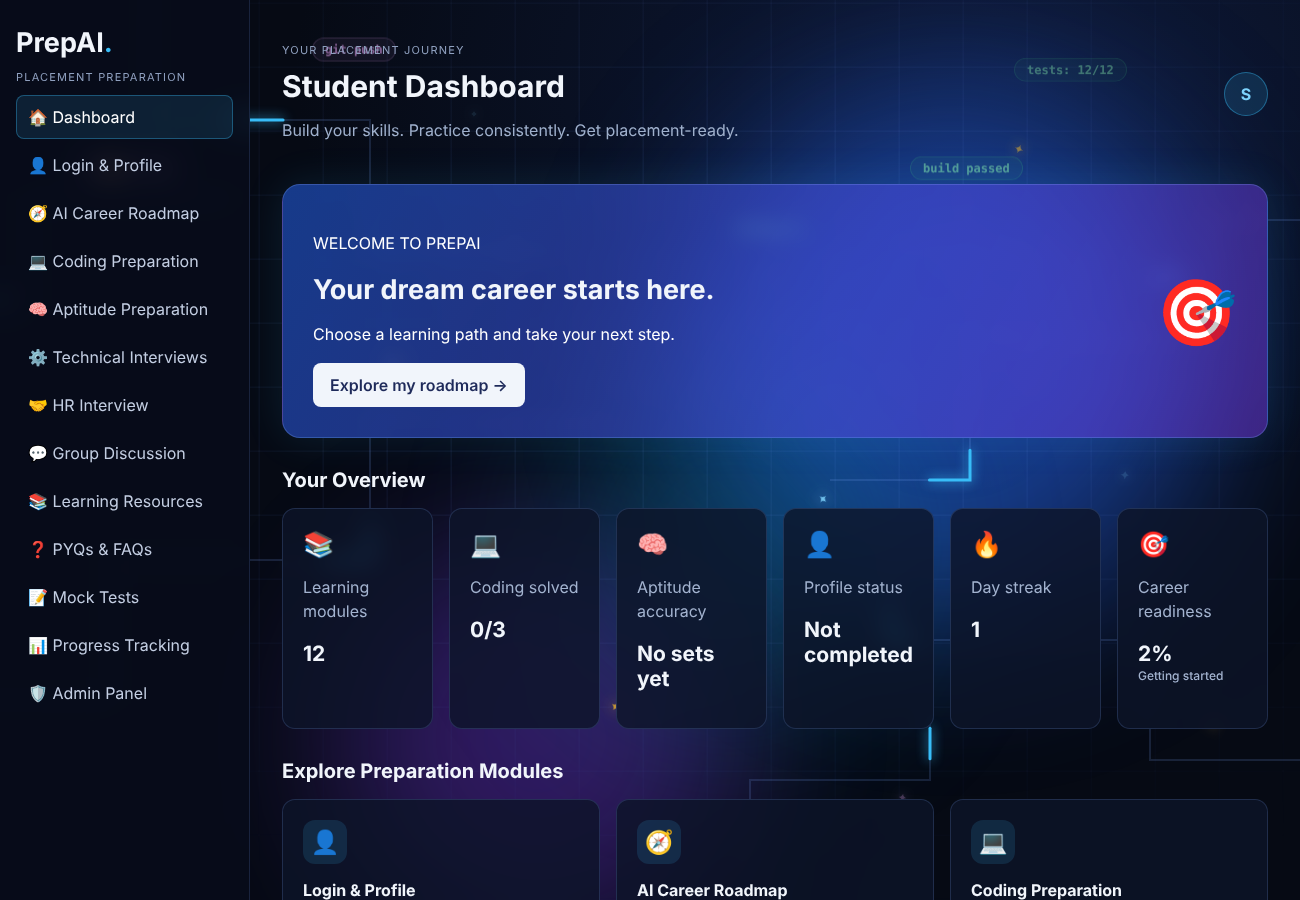 PrepAI.
PLACEMENT PREPARATION
Dashboard
Login & Profile
AI Career Roadmap
Coding Preparation
Aptitude Preparation
Technical Interviews
HR Interview
Group Discussion
Learning Resources
PYQs & FAQs
Mock Tests
Progress Tracking
Admin Panel
YOUR PLACEMENT JOURNEY
git push
Student Dashboard
Build your skills. Practice consistently. Get placement-ready.
tests: 12/12
S
build passed
WELCOME TO PREPAI
Your dream career starts here.
Choose a learning path and take your next step.
Explore my roadmap →
Your Overview
Learning
modules
12
Coding solved
0/3
Aptitude
accuracy
No sets
yet
Profile status
Not
completed
Day streak
1
Career
readiness
2%
Getting started
Explore Preparation Modules
Login & Profile
AI Career Roadmap
Coding Preparation